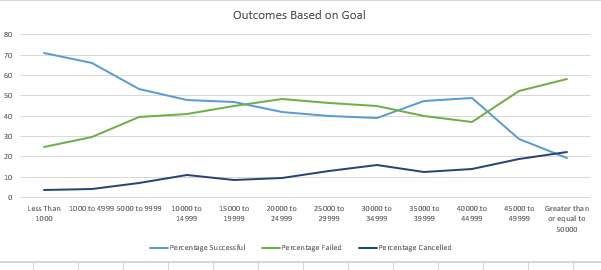 Outcomes Based on Goal
80
70
60
50
40
30
20
10
0
Less Than 1000 to 4999 5000 to 9999 10000 to 15000 to 20000 to 25000 to 30000 to 35000 to 40000 to 45000 to Greater than
1000 14999 19999 24999 29999 34999 39999 44999 49999 or equal to
50000
Percentage Successful Percentage Failed Percentage Cancelled